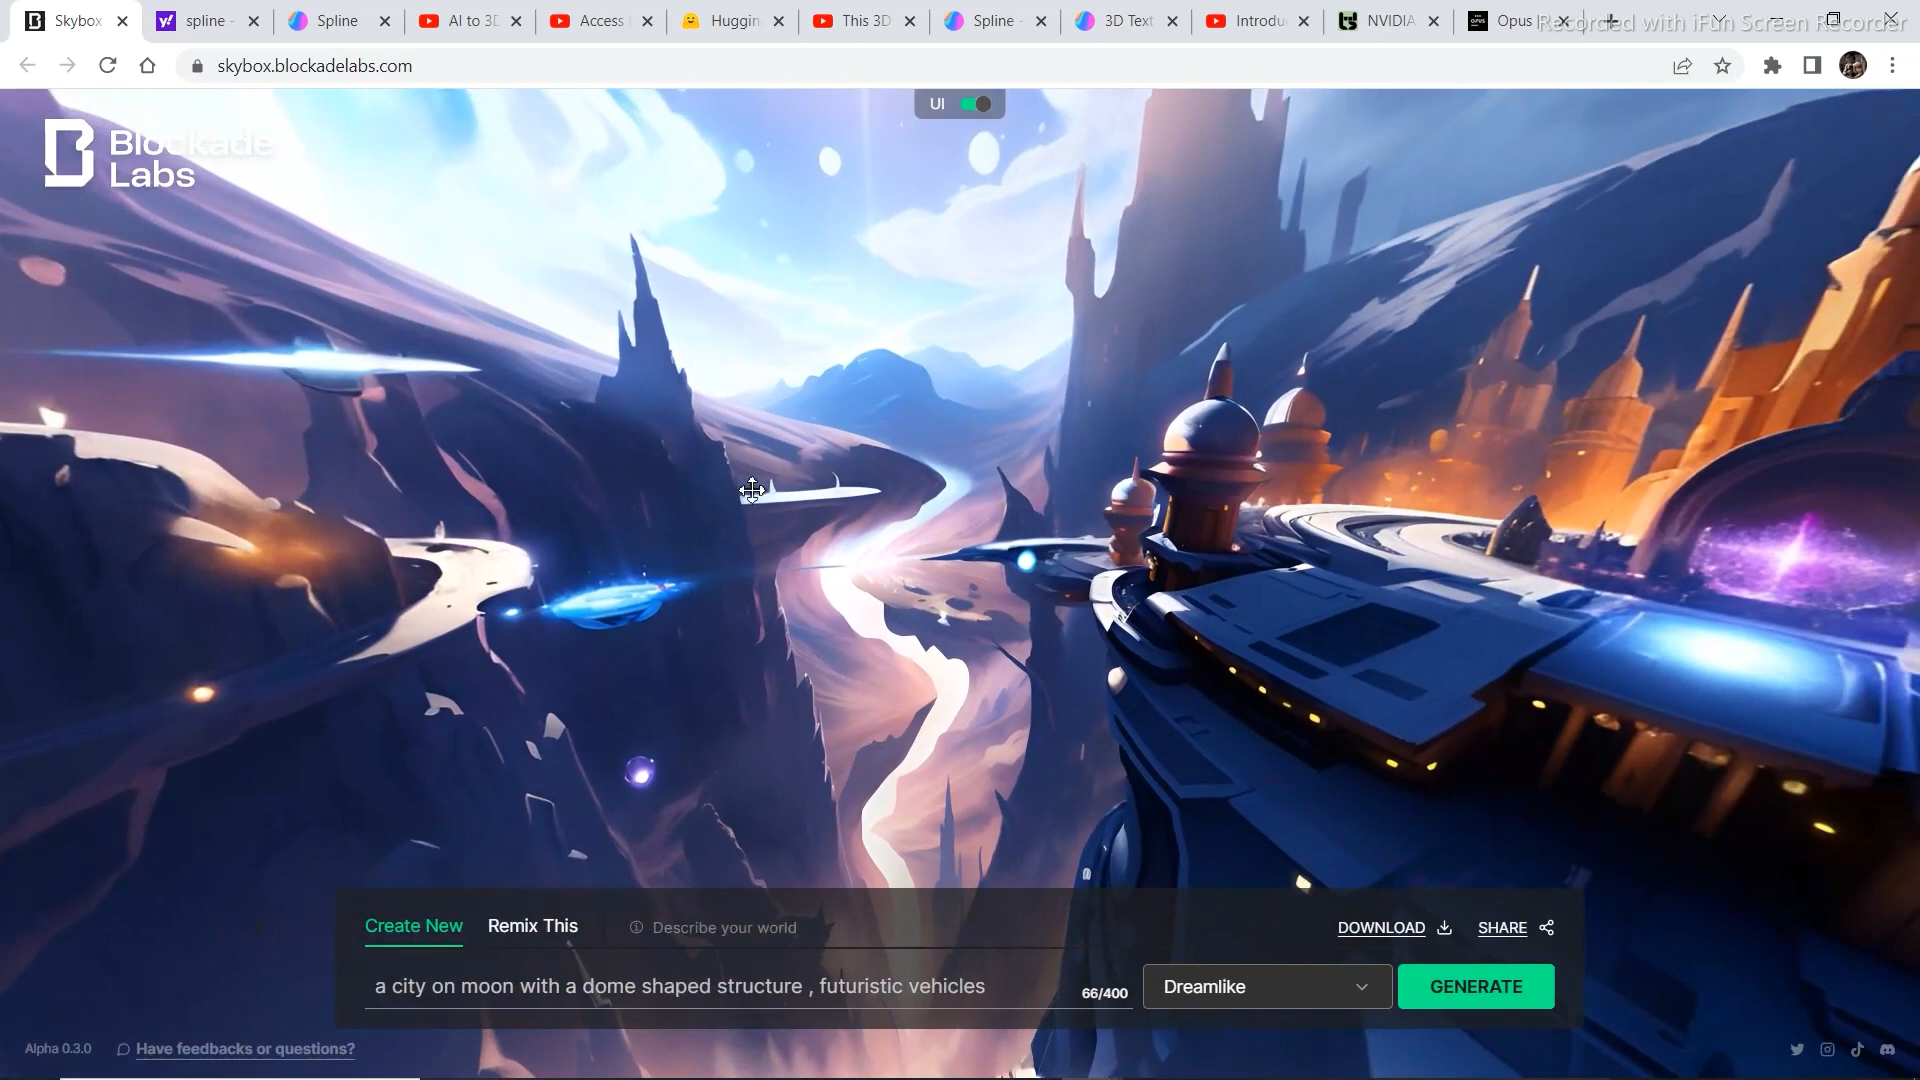 Skybox
spline -
Spline
AI to 3D
Access
Huggin
This 3D
Spline -
3D Text
Introdu
NVIDIA
Opus
Recorded with iFun Screen Recorder
skybox.blockadelabs.com
UI
Blockade
Labs
Create New
Remix This
Describe your world
DOWNLOAD
SHARE
a city on moon with a dome shaped structure , futuristic vehicles
66/400
Dreamlike
GENERATE
Alpha 0.3.0
Have feedbacks or questions?